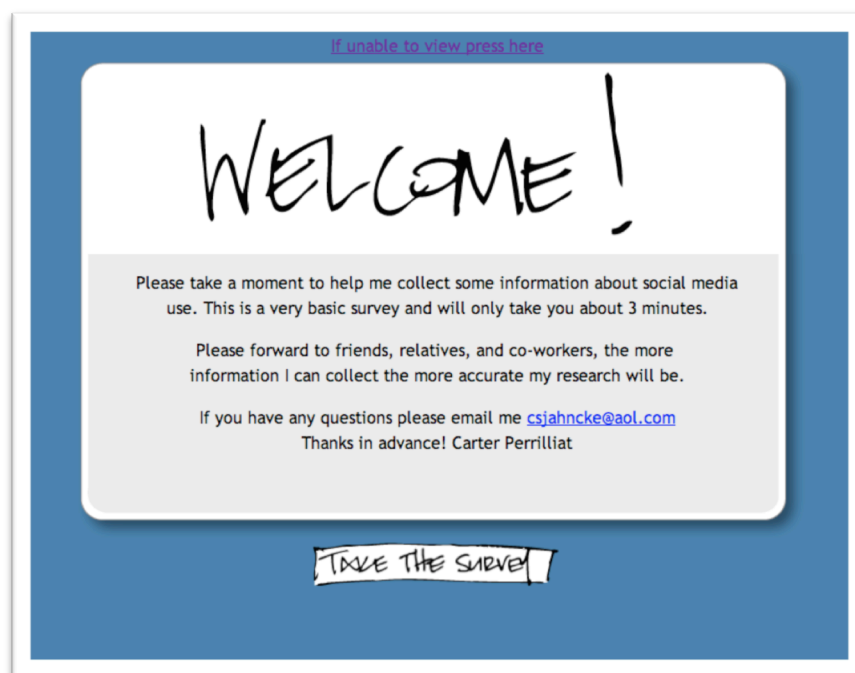 If unable to view press here
WELCOME!
Please take a moment to help me collect some information about social media
use. This is a very basic survey and will only take you about 3 minutes.
Please forward to friends, relatives, and co-workers, the more
information I can collect the more accurate my research will be.
If you have any questions please email me csjahncke@aol.com
Thanks in advance! Carter Perrilliat
TAKE THE SURVEY